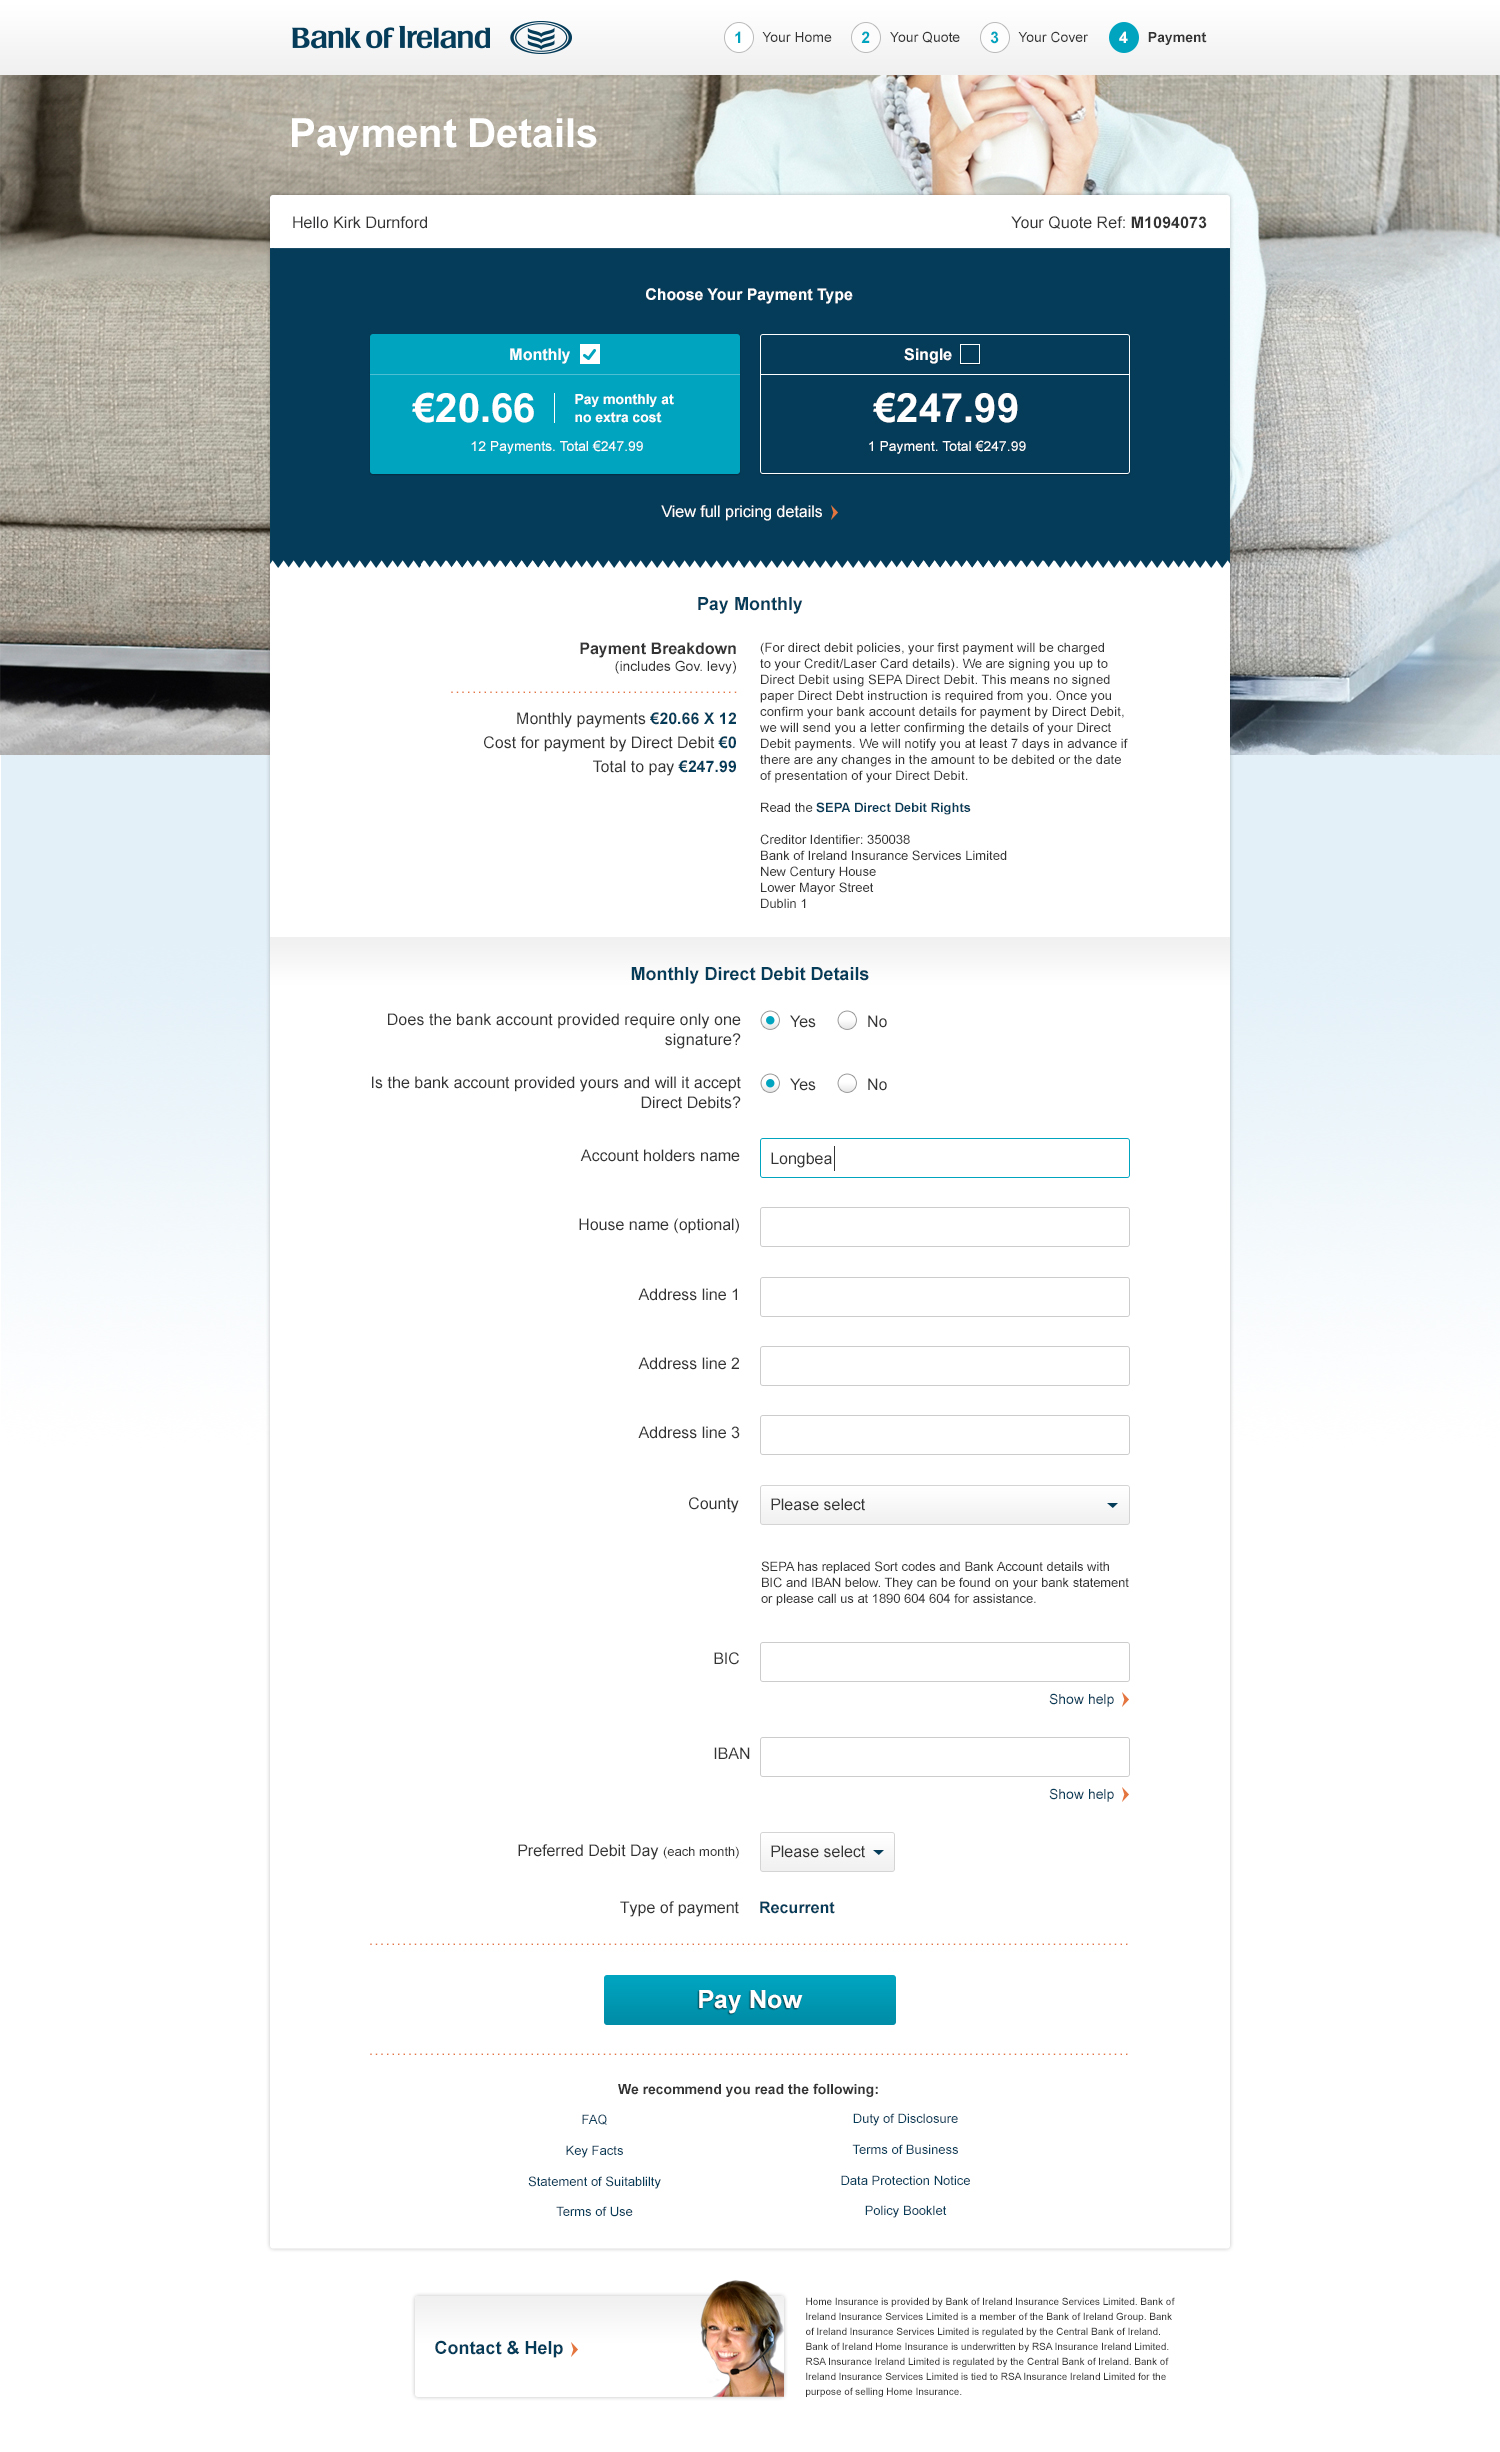 Bank of Ireland
1 Your Home 2 Your Quote 3 Your Cover 4 Payment
Payment Details
Hello Kirk Durnford
Your Quote Ref: M1094073
Choose Your Payment Type
Monthly
€20.66
Pay monthly at
no extra cost
12 Payments. Total €247.99
Single
€247.99
1 Payment. Total €247.99
View full pricing details
Pay Monthly
Payment Breakdown
(includes Gov. levy)
Monthly payments €20.66 X 12
Cost for payment by Direct Debit €0
Total to pay €247.99
(For direct debit policies, your first payment will be charged
to your Credit/Laser Card details). We are signing you up to
Direct Debit using SEPA Direct Debit. This means no signed
paper Direct Debt instruction is required from you. Once you
confirm your bank account details for payment by Direct Debit,
we will send you a letter confirming the details of your Direct
Debit payments. We will notify you at least 7 days in advance if
there are any changes in the amount to be debited or the date
of presentation of your Direct Debit.
Read the SEPA Direct Debit Rights
Creditor Identifier: 350038
Bank of Ireland Insurance Services Limited
New Century House
Lower Mayor Street
Dublin 1
Monthly Direct Debit Details
Does the bank account provided require only one
signature?
Yes No
Is the bank account provided yours and will it accept
Direct Debits?
Yes No
Account holders name
Longbea
House name (optional)
Address line 1
Address line 2
Address line 3
County
Please select
SEPA has replaced Sort codes and Bank Account details with
BIC and IBAN below. They can be found on your bank statement
or please call us at 1890 604 604 for assistance.
BIC
Show help
IBAN
Show help
Preferred Debit Day (each month)
Please select
Type of payment Recurrent
Pay Now
We recommend you read the following:
FAQ
Key Facts
Statement of Suitablilty
Terms of Use
Duty of Disclosure
Terms of Business
Data Protection Notice
Policy Booklet
Contact & Help
Home Insurance is provided by Bank of Ireland Insurance Services Limited. Bank of
Ireland Insurance Services Limited is a member of the Bank of Ireland Group. Bank
of Ireland Insurance Services Limited is regulated by the Central Bank of Ireland.
Bank of Ireland Home Insurance is underwritten by RSA Insurance Ireland Limited.
RSA Insurance Ireland Limited is regulated by the Central Bank of Ireland. Bank of
Ireland Insurance Services Limited is tied to RSA Insurance Ireland Limited for the
purpose of selling Home Insurance.